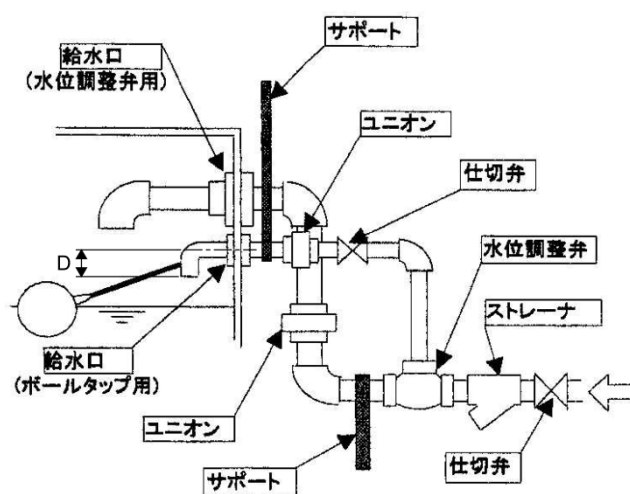 サポート
給水口
(水位調整弁用)
ユニオン
仕切弁
水位調整弁
D
ストレーナ
給水口
(ボールタップ用)
ユニオン
サポート
仕切弁